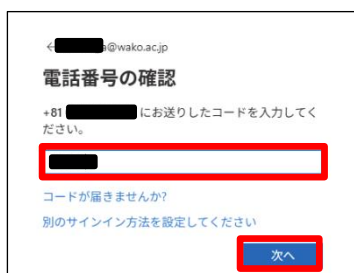 @wako.ac.jp
電話番号の確認
+81 にお送りしたコードを入力してく
ださい。
コードが届きませんか?
別のサインイン方法を設定してください
次へ